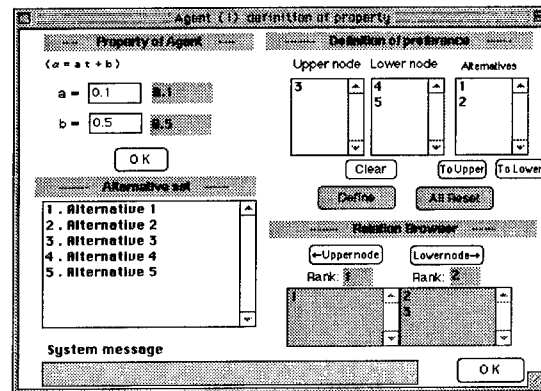 Agent (1) definition of property
Property of Agent
(α = a t + b)
a = 0.1 0.1
b = 0.5 0.5
OK
Alternative set
1. Alternative 1
2. Alternative 2
3. Alternative 3
4. Alternative 4
5. Alternative 5
System message
Definition of preference
Upper node Lower node Alternatives
3 4 1
5 2
Clear To Upper To Lower
Define All Reset
Relation Browser
←Uppernode Lowernode→
Rank: 1 Rank: 2
1 2
3
OK